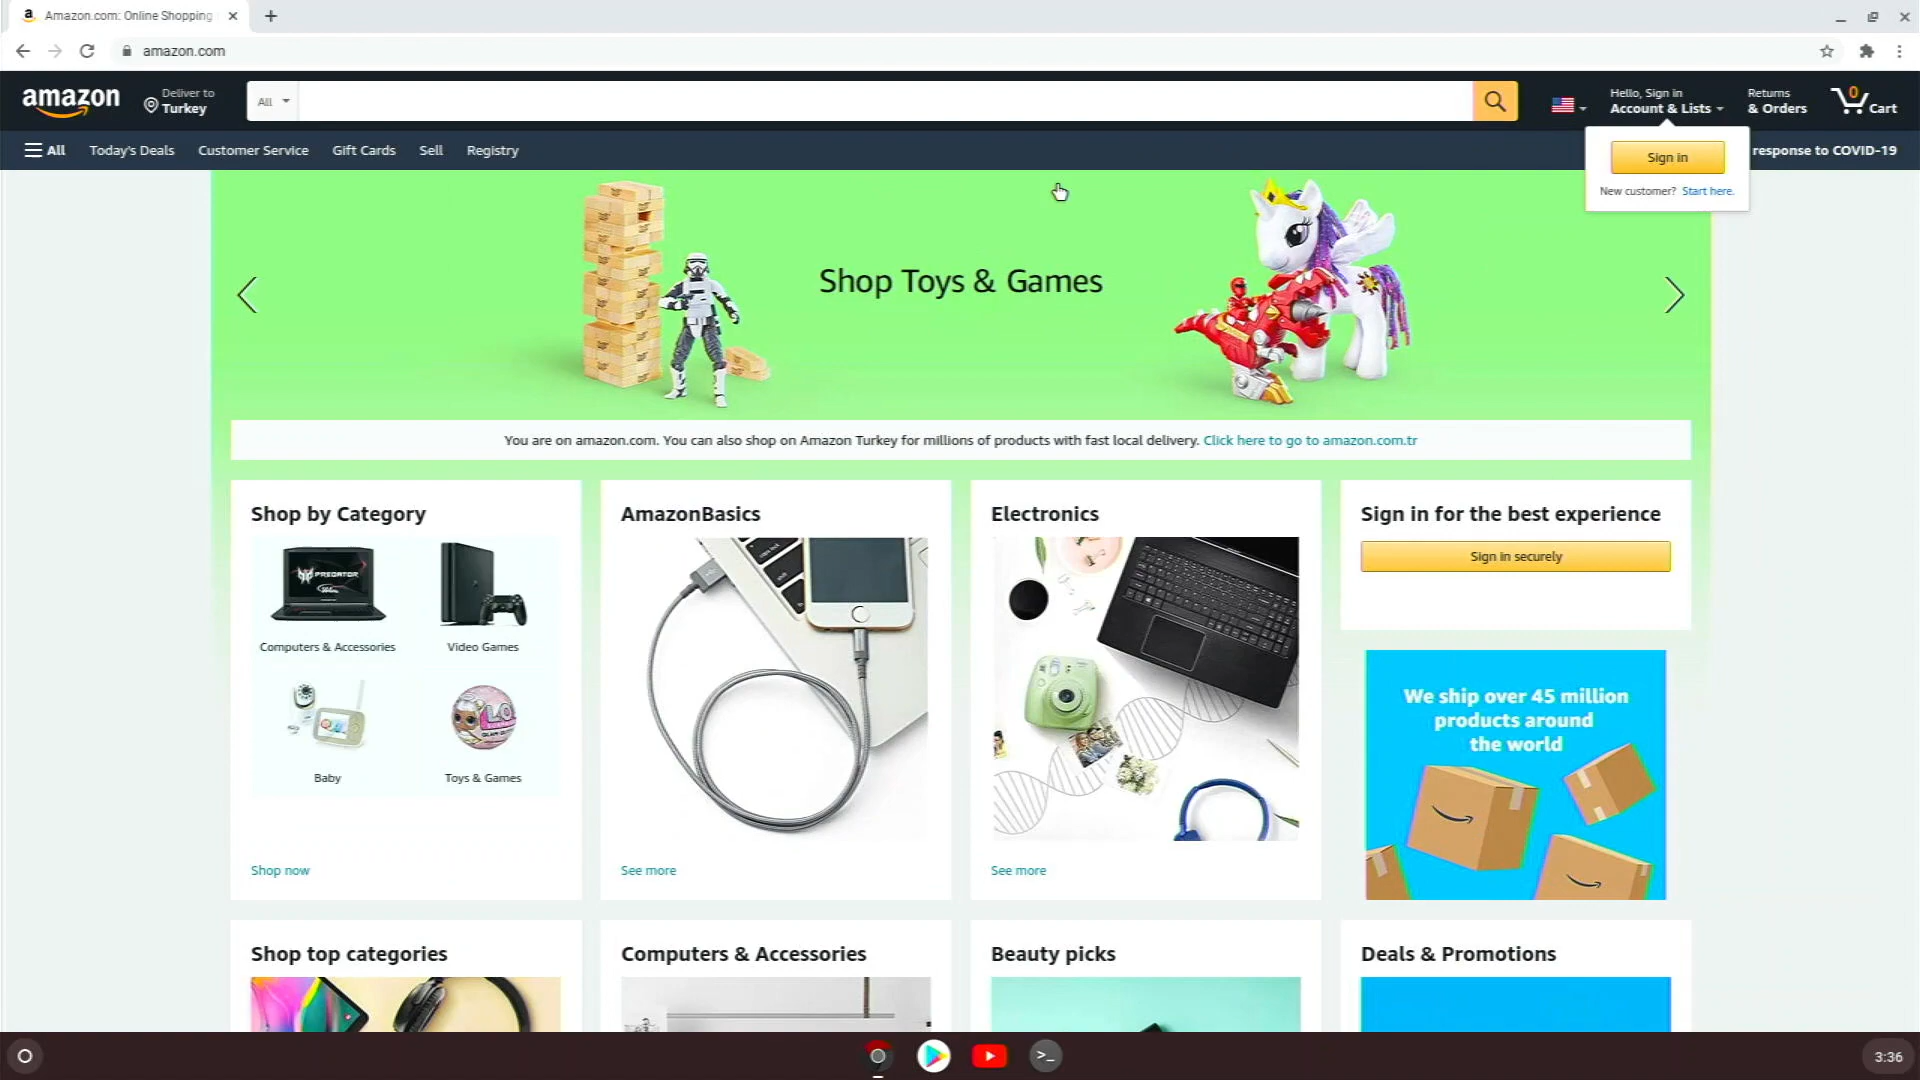 Amazon.com: Online Shopping
amazon.com
amazon
Deliver to
Turkey
All
Hello, Sign in
Account & Lists
Returns
& Orders
0
Cart
All
Today's Deals
Customer Service
Gift Cards
Sell
Registry
response to COVID-19
Sign in
New customer? Start here.
Shop Toys & Games
You are on amazon.com. You can also shop on Amazon Turkey for millions of products with fast local delivery. Click here to go to amazon.com.tr
Shop by Category
PREDATOR
Computers & Accessories
Video Games
Baby
Toys & Games
Shop now
AmazonBasics
caps lock
See more
Electronics
See more
Sign in for the best experience
Sign in securely
We ship over 45 million
products around
the world
Shop top categories
Computers & Accessories
Beauty picks
Deals & Promotions
3:36